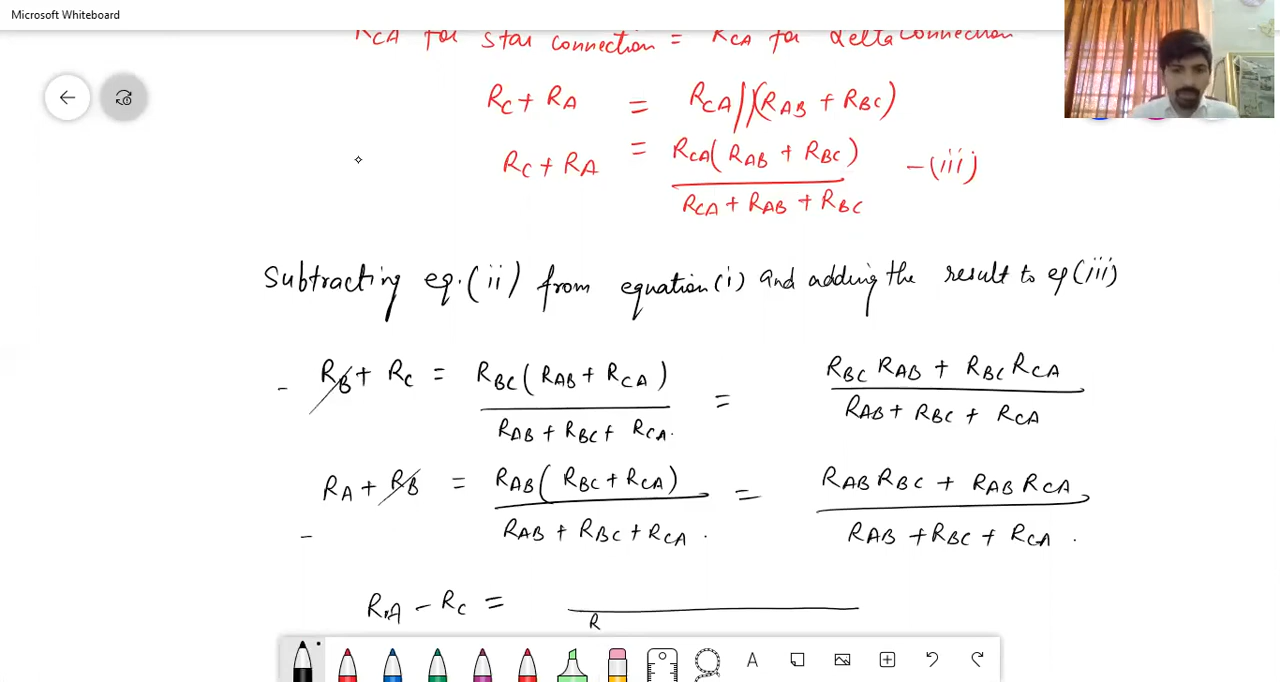 Microsoft Whiteboard
RCA for star connection = RCA for delta connection
RC + RA = RCA//(RAB + RBC)
RC + RA = RCA(RAB + RBC) / RCA + RAB + RBC - (iii)
Subtracting eq.(ii) from equation (i) and adding the result to eq (iii)
- RB + RC = RBC (RAB + RCA) / RAB + RBC + RCA. = RBC RAB + RBC RCA / RAB + RBC + RCA
RA + RB = RAB (RBC + RCA) / RAB + RBC + RCA . = RAB RBC + RAB RCA / RAB + RBC + RCA .
-
RA - RC =
R
A